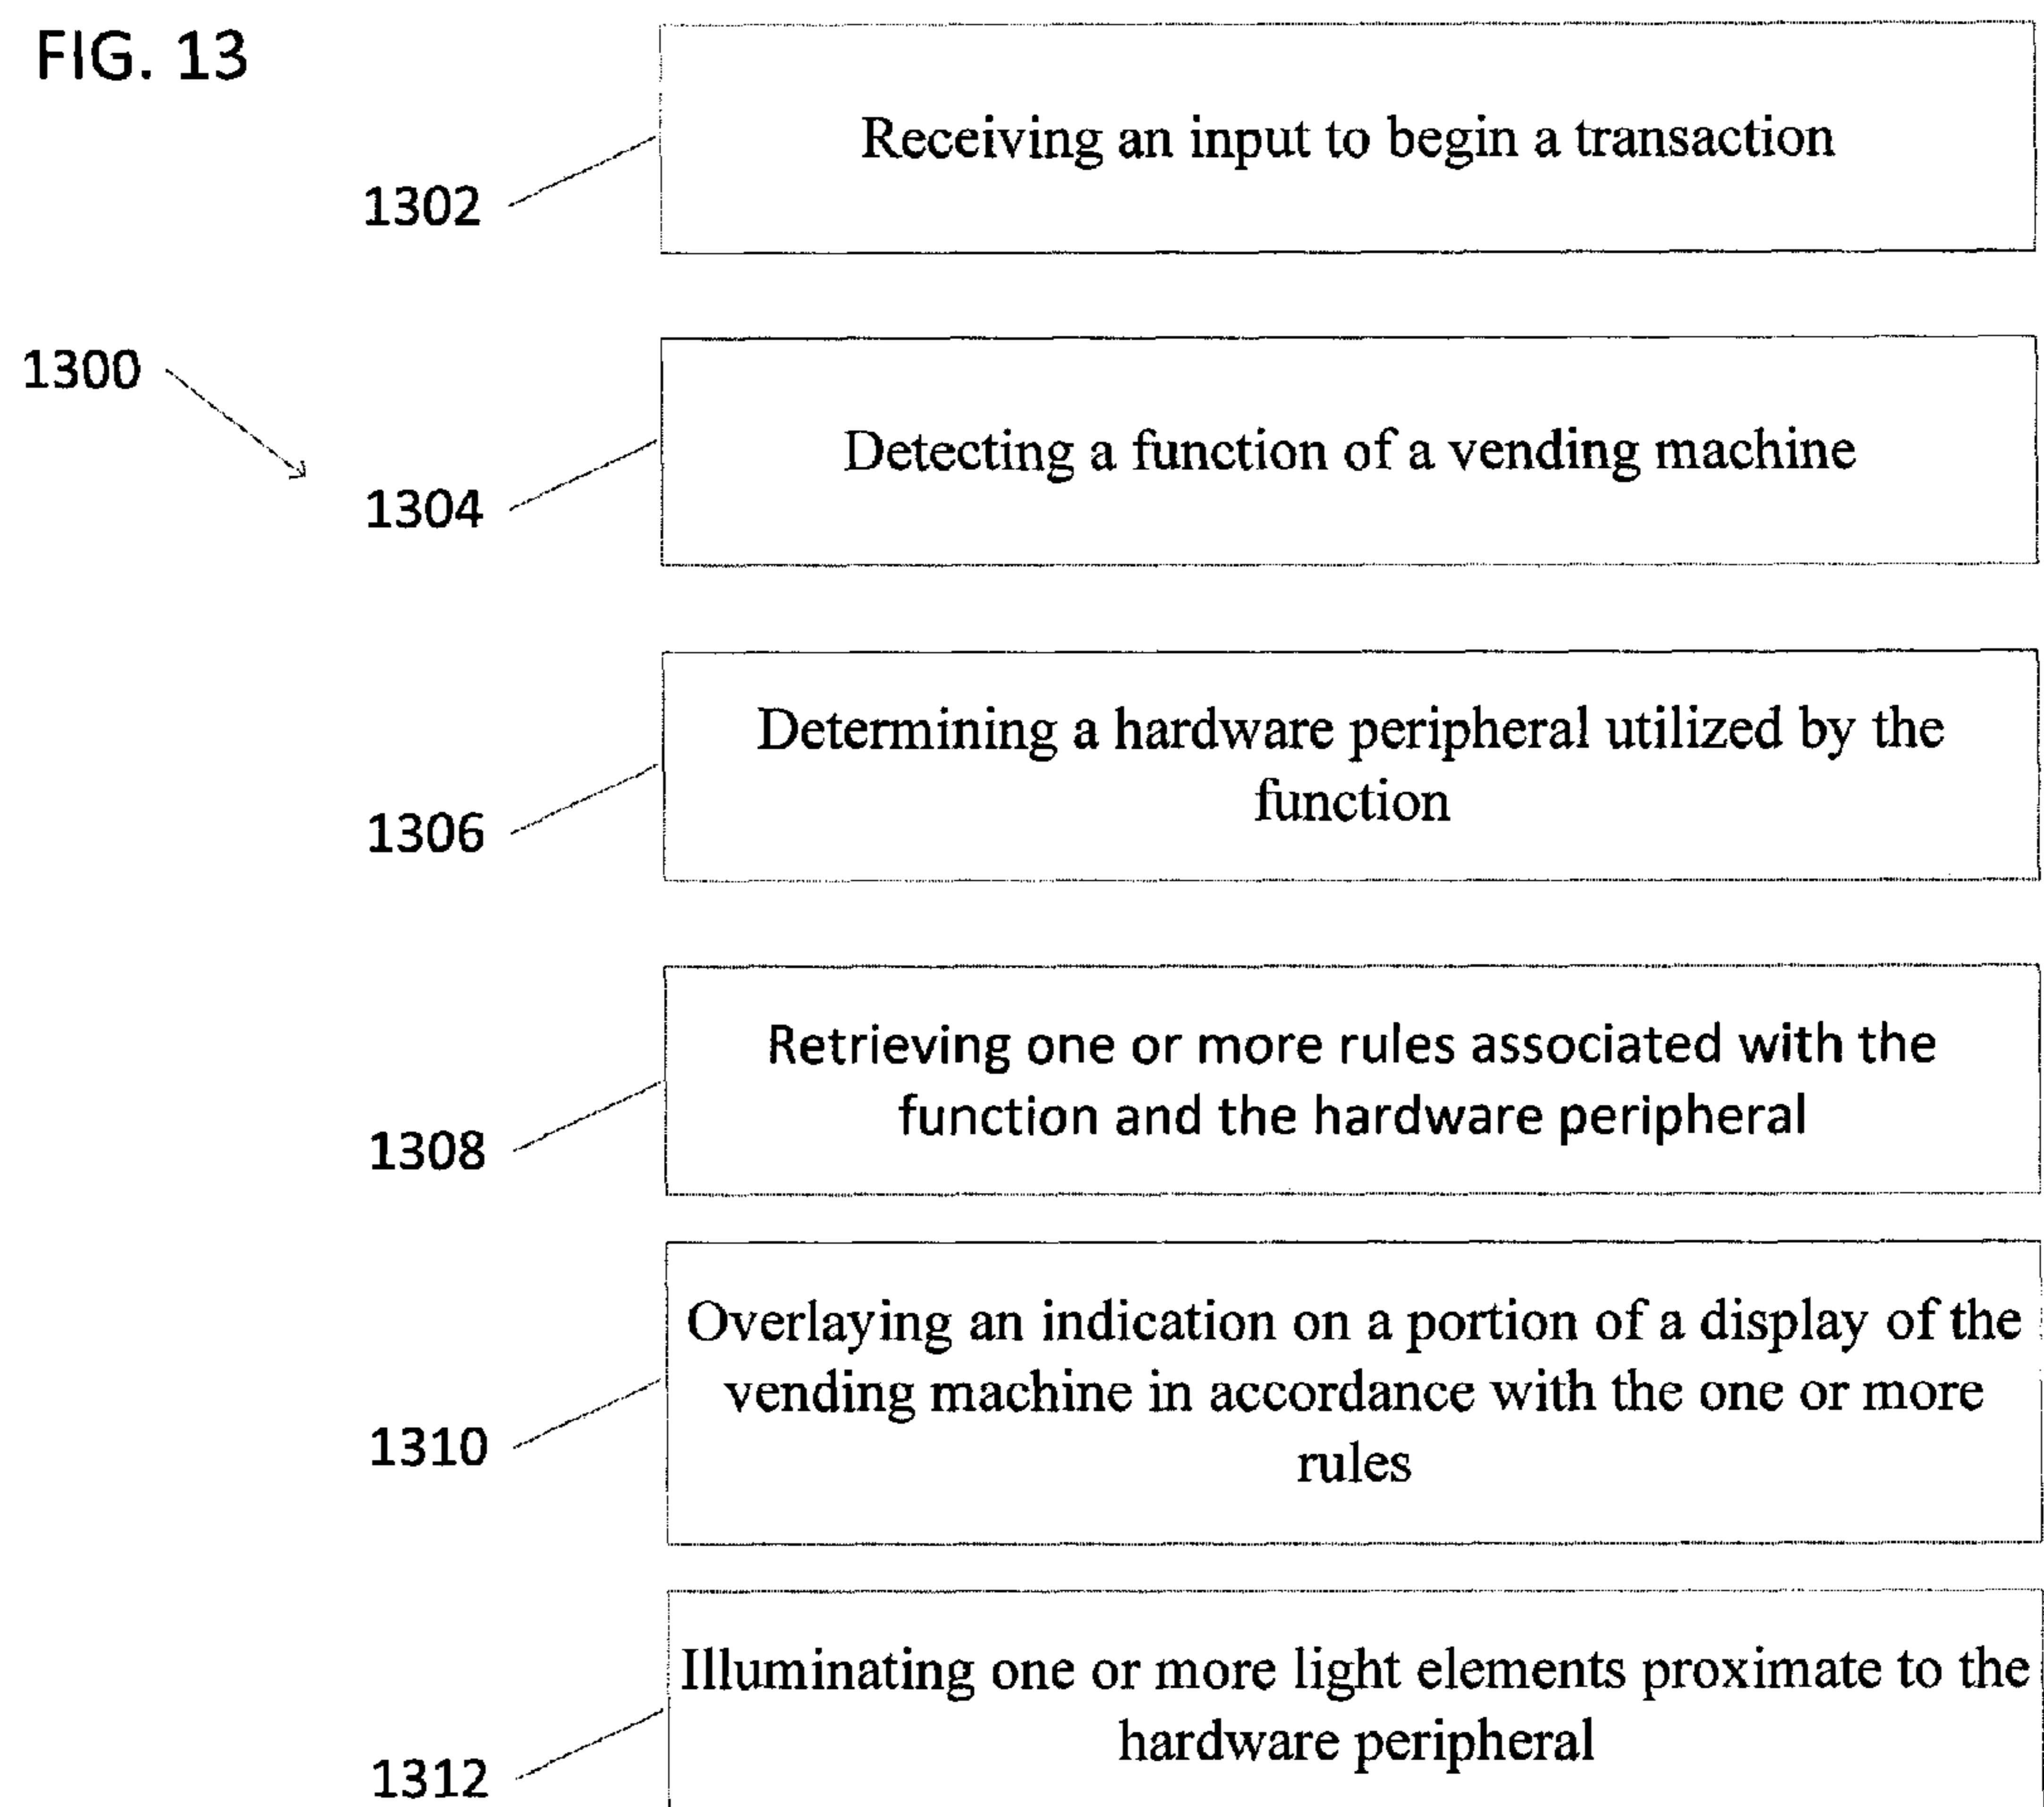 FIG. 13
Receiving an input to begin a transaction
1302
1300
Detecting a function of a vending machine
1304
Determining a hardware peripheral utilized by the
function
1306
Retrieving one or more rules associated with the
function and the hardware peripheral
1308
Overlaying an indication on a portion of a display of the
vending machine in accordance with the one or more
rules
1310
Illuminating one or more light elements proximate to the
hardware peripheral
1312